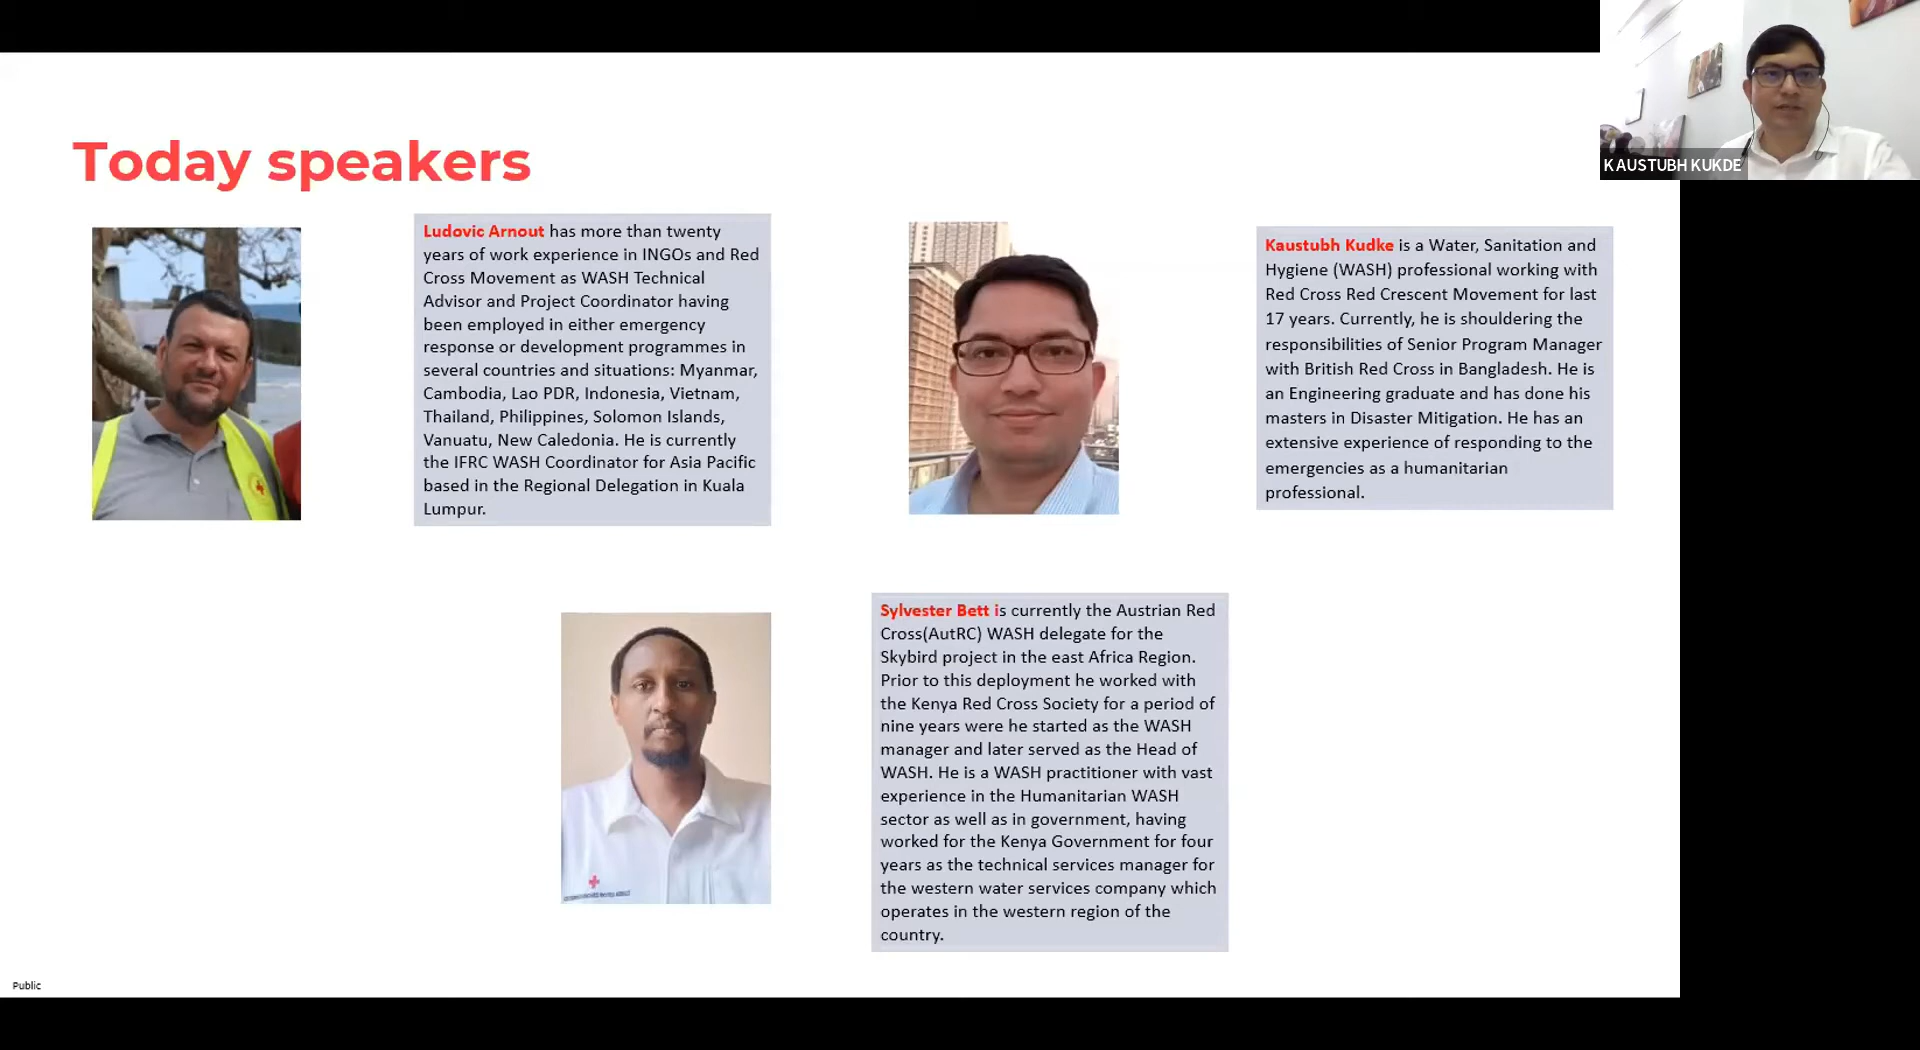 Today speakers
KAUSTUBH KUKDE
Ludovic Arnout has more than twenty
years of work experience in INGOs and Red
Cross Movement as WASH Technical
Advisor and Project Coordinator having
been employed in either emergency
response or development programmes in
several countries and situations: Myanmar,
Cambodia, Lao PDR, Indonesia, Vietnam,
Thailand, Philippines, Solomon Islands,
Vanuatu, New Caledonia. He is currently
the IFRC WASH Coordinator for Asia Pacific
based in the Regional Delegation in Kuala
Lumpur.
Kaustubh Kudke is a Water, Sanitation and
Hygiene (WASH) professional working with
Red Cross Red Crescent Movement for last
17 years. Currently, he is shouldering the
responsibilities of Senior Program Manager
with British Red Cross in Bangladesh. He is
an Engineering graduate and has done his
masters in Disaster Mitigation. He has an
extensive experience of responding to the
emergencies as a humanitarian
professional.
Sylvester Bett is currently the Austrian Red
Cross(AutRC) WASH delegate for the
Skybird project in the east Africa Region.
Prior to this deployment he worked with
the Kenya Red Cross Society for a period of
nine years were he started as the WASH
manager and later served as the Head of
WASH. He is a WASH practitioner with vast
experience in the Humanitarian WASH
sector as well as in government, having
worked for the Kenya Government for four
years as the technical services manager for
the western water services company which
operates in the western region of the
country.
Public